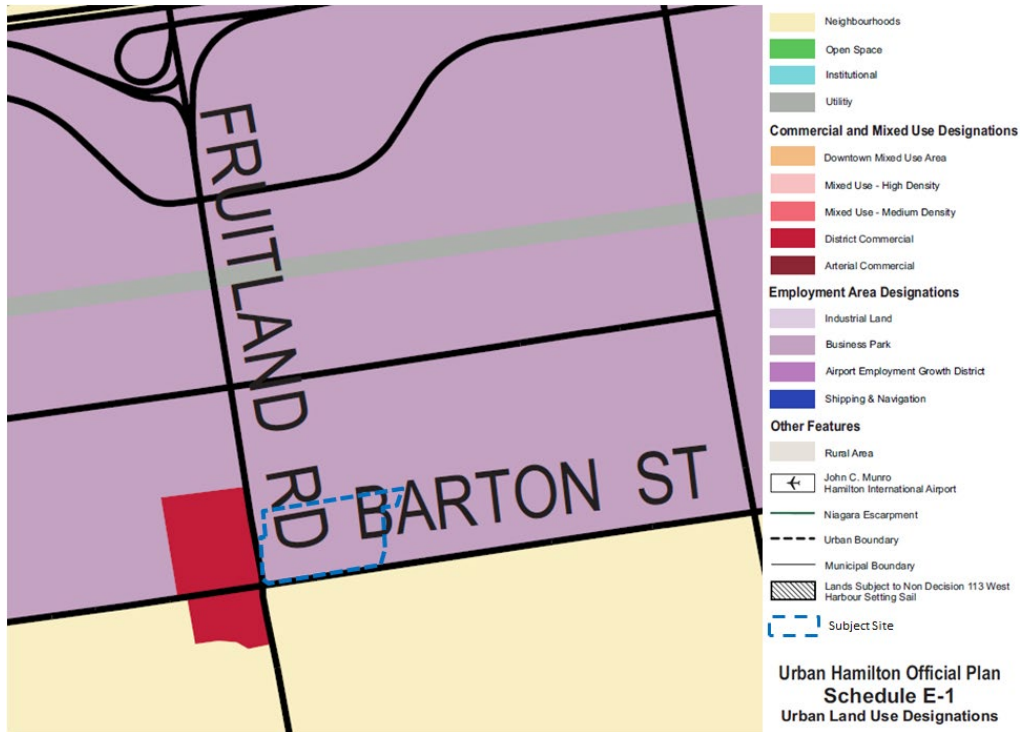 FRUITLAND RD
BARTON ST
Neighbourhoods
Open Space
Institutional
Utilitiy
Commercial and Mixed Use Designations
Downtown Mixed Use Area
Mixed Use - High Density
Mixed Use - Medium Density
District Commercial
Arterial Commercial
Employment Area Designations
Industrial Land
Business Park
Airport Employment Growth District
Shipping & Navigation
Other Features
Rural Area
John C. Munro
Hamilton International Airport
Niagara Escarpment
Urban Boundary
Municipal Boundary
Lands Subject to Non Decision 113 West
Harbour Setting Sail
Subject Site
Urban Hamilton Official Plan
Schedule E-1
Urban Land Use Designations